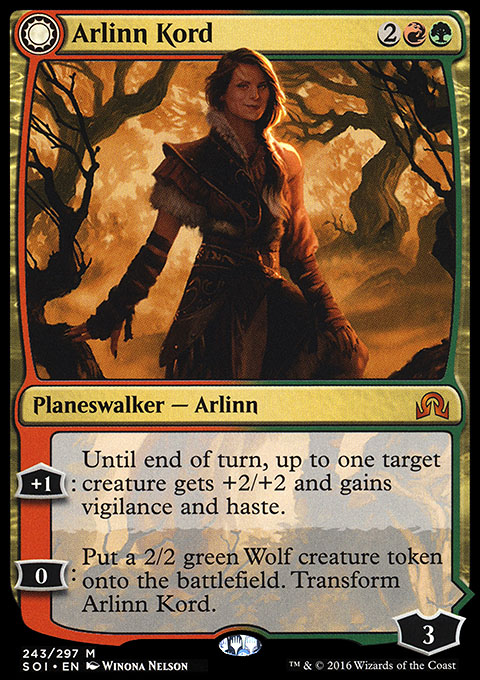 Arlinn Kord 2
Planeswalker — Arlinn
+1 : Until end of turn, up to one target
creature gets +2/+2 and gains
vigilance and haste.
0 : Put a 2/2 green Wolf creature token
onto the battlefield. Transform
Arlinn Kord.
3
243/297 M
SOI • EN Winona Nelson
™ & © 2016 Wizards of the Coast